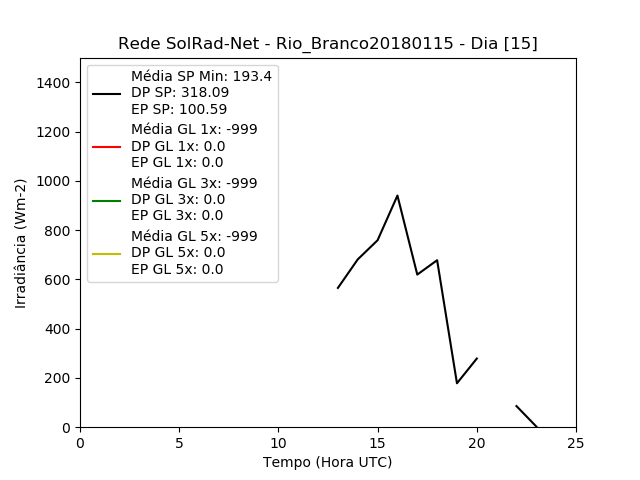 Rede SolRad-Net - Rio_Branco20180115 - Dia [15]
Média SP Min: 193.4
DP SP: 318.09
EP SP: 100.59
Média GL 1x: -999
DP GL 1x: 0.0
EP GL 1x: 0.0
Média GL 3x: -999
DP GL 3x: 0.0
EP GL 3x: 0.0
Média GL 5x: -999
DP GL 5x: 0.0
EP GL 5x: 0.0
Irradiância (Wm-2)
1400
1200
1000
800
600
400
200
0
0 5 10 15 20 25
Tempo (Hora UTC)